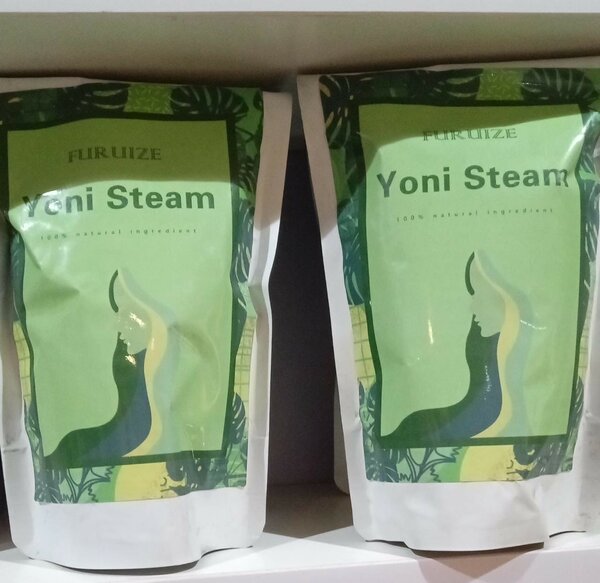 FURUIZE
Yoni Steam
100% natural ingredient
FURUIZE
Yoni Steam
100% natural ingredient